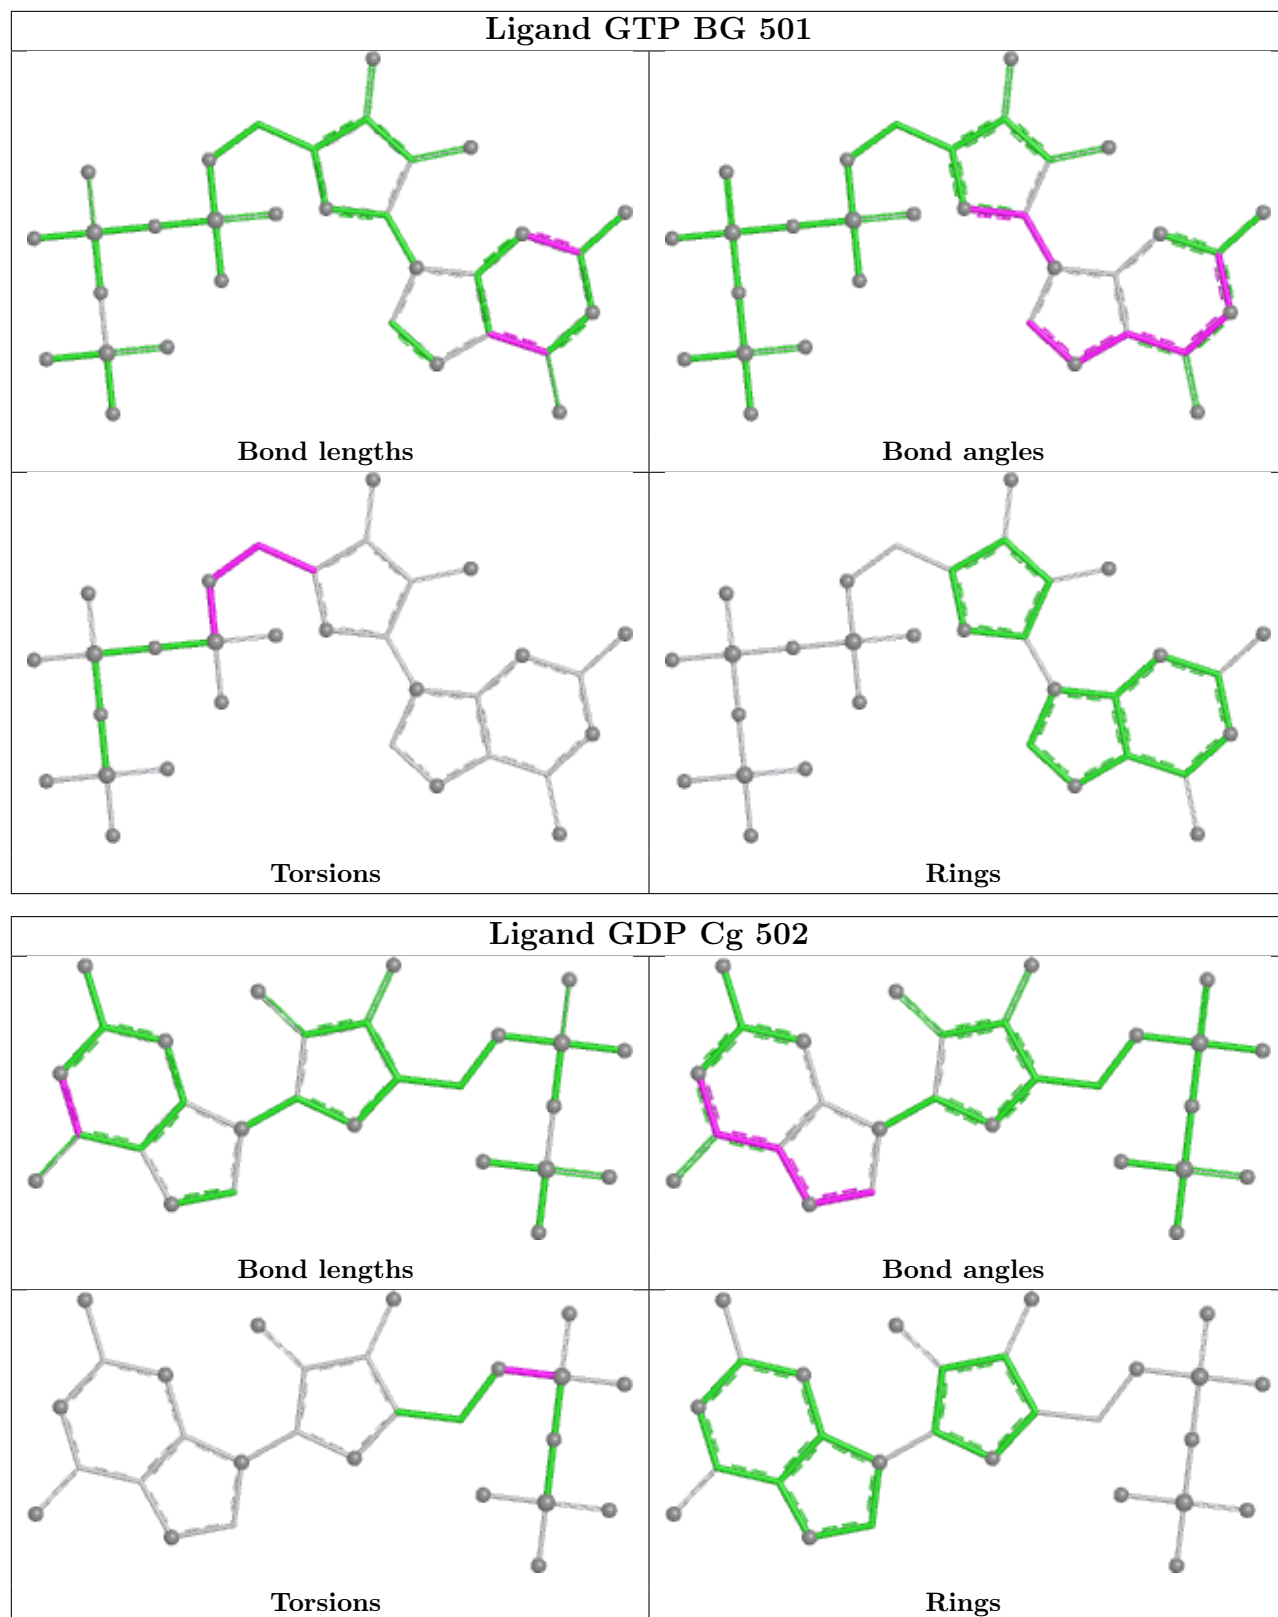 Ligand GTP BG 501
Bond lengths
Bond angles
Torsions
Rings
Ligand GDP Cg 502
Bond lengths
Bond angles
Torsions
Rings